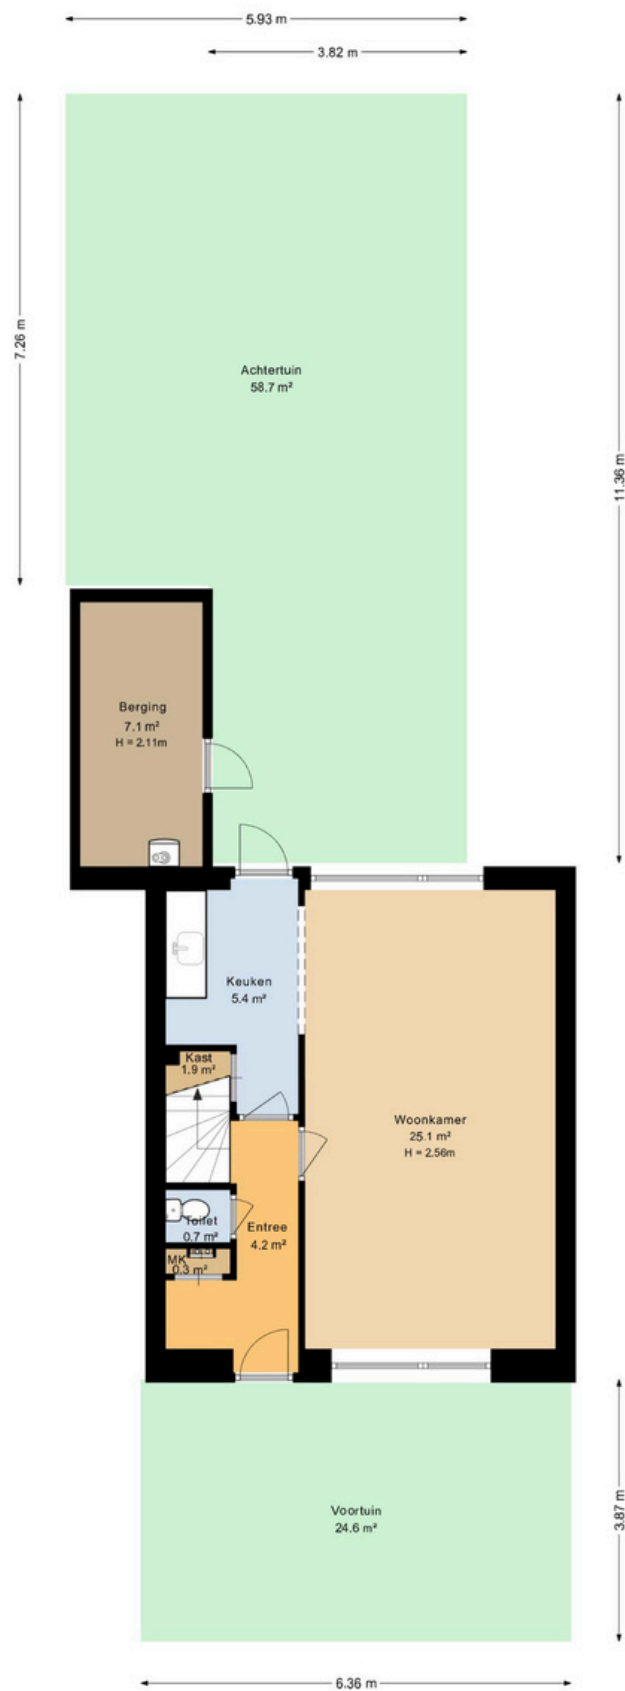 5.93 m
3.82 m
7.26 m
11.36 m
Achtertuin
58.7 m²
Berging
7.1 m²
H = 2.11m
Keuken
5.4 m²
Kast
1.9 m²
Woonkamer
25.1 m²
H = 2.56m
Toilet
0.7 m²
Entree
4.2 m²
MK
0.3 m²
Voortuin
24.6 m²
3.87 m
6.36 m